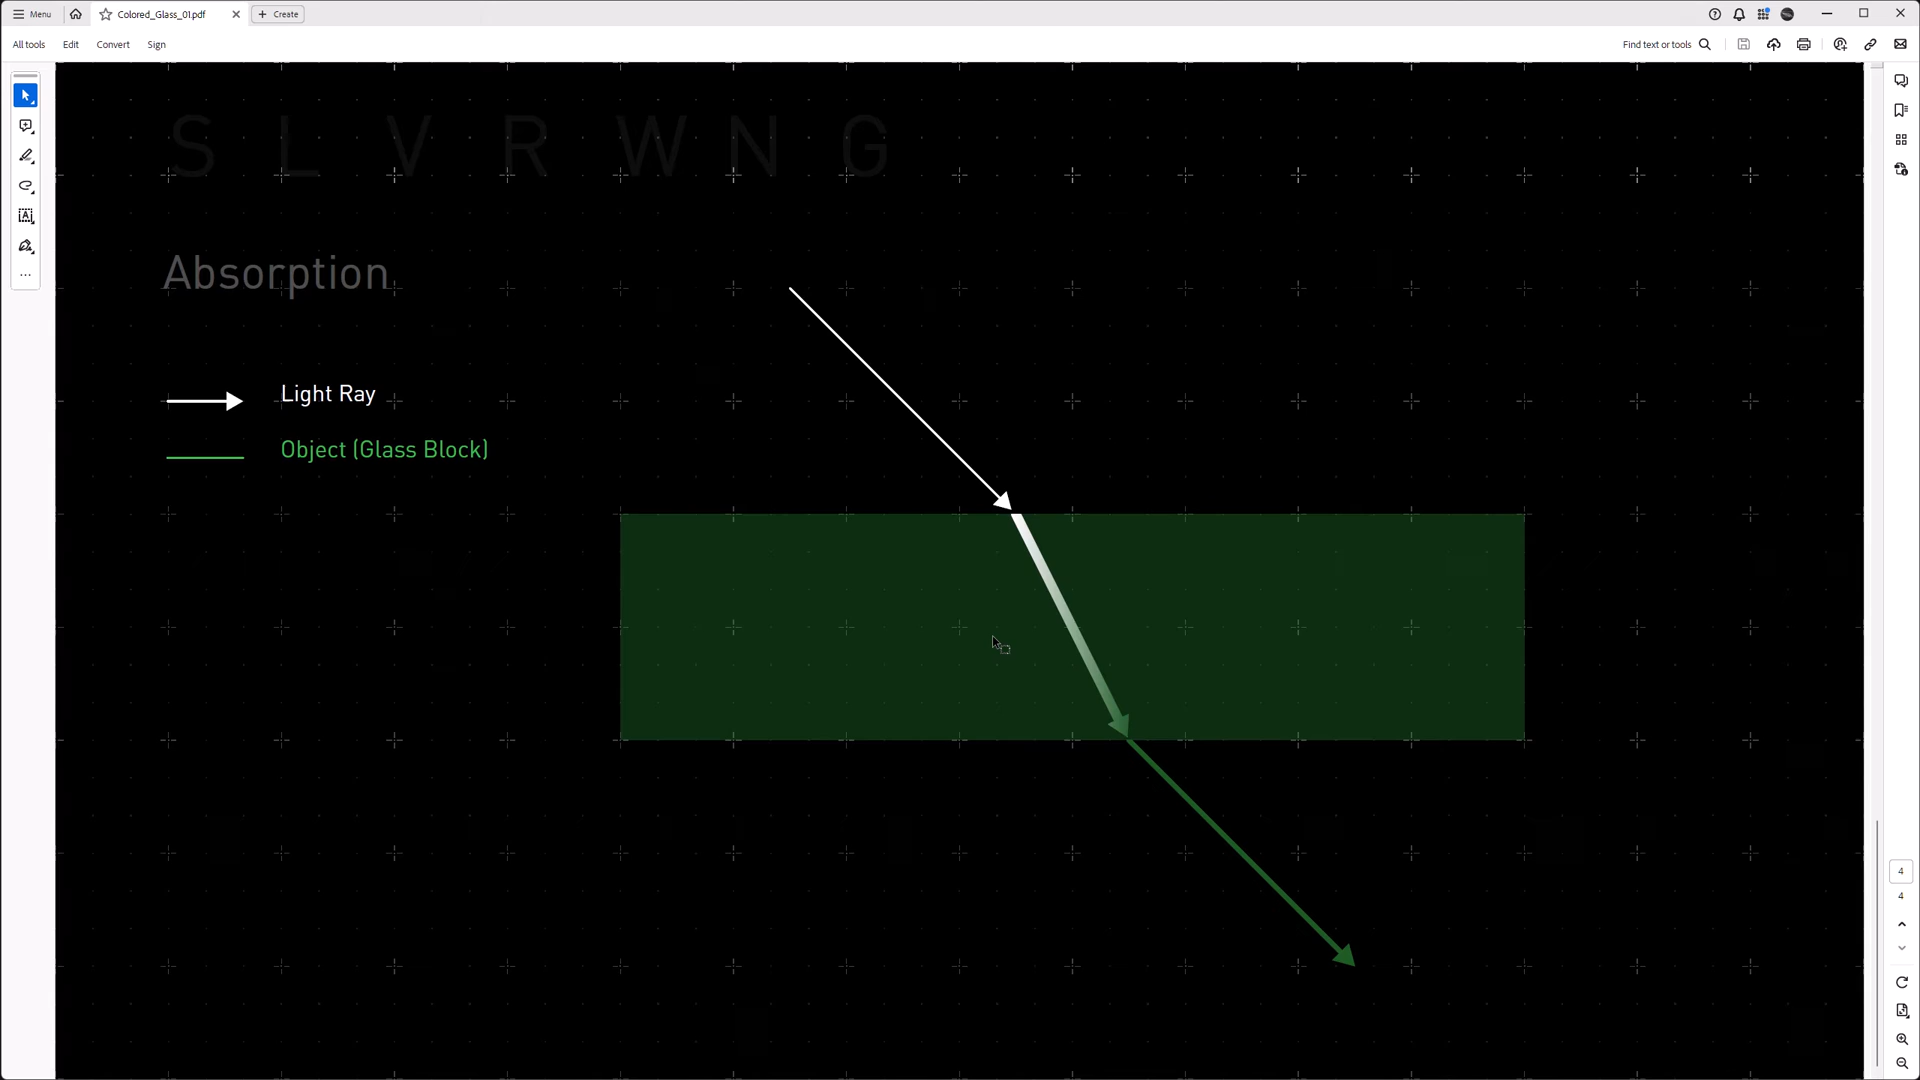 Menu
Colored_Glass_01.pdf
Create
All tools
Edit
Convert
Sign
Find text or tools
S L V R W N G
Absorption
Light Ray
Object (Glass Block)
4
4